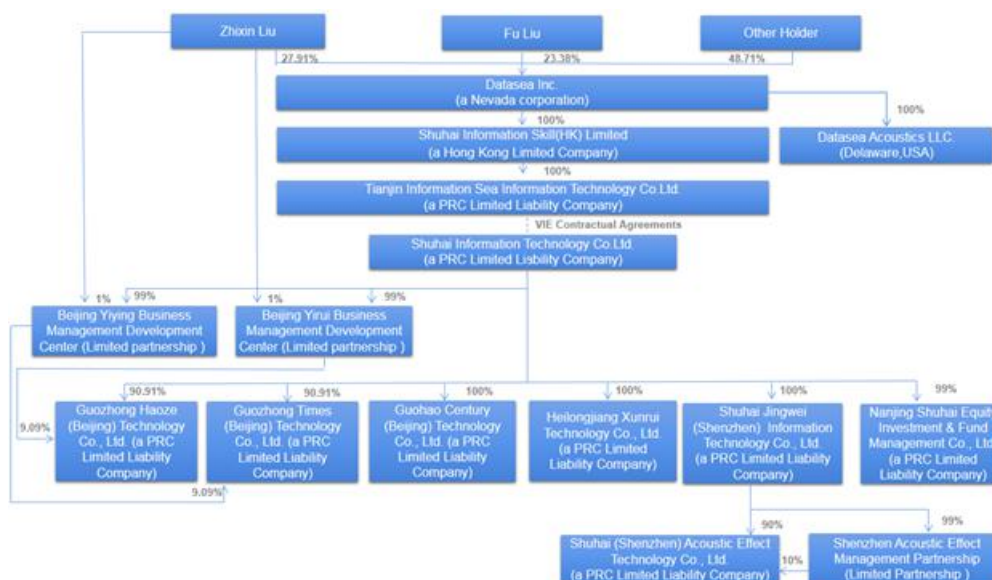 Zhixin Liu
Fu Liu
Other Holder
27.91%
23.38%
48.71%
Datasea Inc.
(a Nevada corporation)
100%
100%
Shuhai Information Skill(HK) Limited
(a Hong Kong Limited Company)
Datasea Acoustics LLC.
(Delaware,USA)
100%
Tianjin Information Sea Information Technology Co.Ltd.
(a PRC Limited Liability Company)
VIE Contractual Agreements
Shuhai Information Technology Co.Ltd.
(a PRC Limited Liability Company)
1%
99%
1%
99%
Beijing Yiying Business
Management Development
Center (Limited partnership )
Beijing Yirui Business
Management Development
Center (Limited partnership )
90.91%
90.91%
100%
100%
100%
99%
9.09%
Guozhong Haoze
(Beijing) Technology
Co., Ltd. (a PRC
Limited Liability
Company)
Guozhong Times
(Beijing) Technology
Co., Ltd. (a PRC
Limited Liability
Company)
Guohao Century
(Beijing) Technology
Co., Ltd. (a PRC
Limited Liability
Company)
Heilongjiang Xunrui
Technology Co., Ltd.
(a PRC Limited
Liability Company)
Shuhai Jingwei
(Shenzhen) Information
Technology Co., Ltd.
(a PRC Limited Liability
Company)
Nanjing Shuhai Equity
Investment & Fund
Management Co., Ltd.
(a PRC Limited
Liability Company)
9.09%
90%
99%
Shuhai (Shenzhen) Acoustic Effect
Technology Co., Ltd.
(a PRC Limited Liability Company)
10%
Shenzhen Acoustic Effect
Management Partnership
(Limited Partnership )